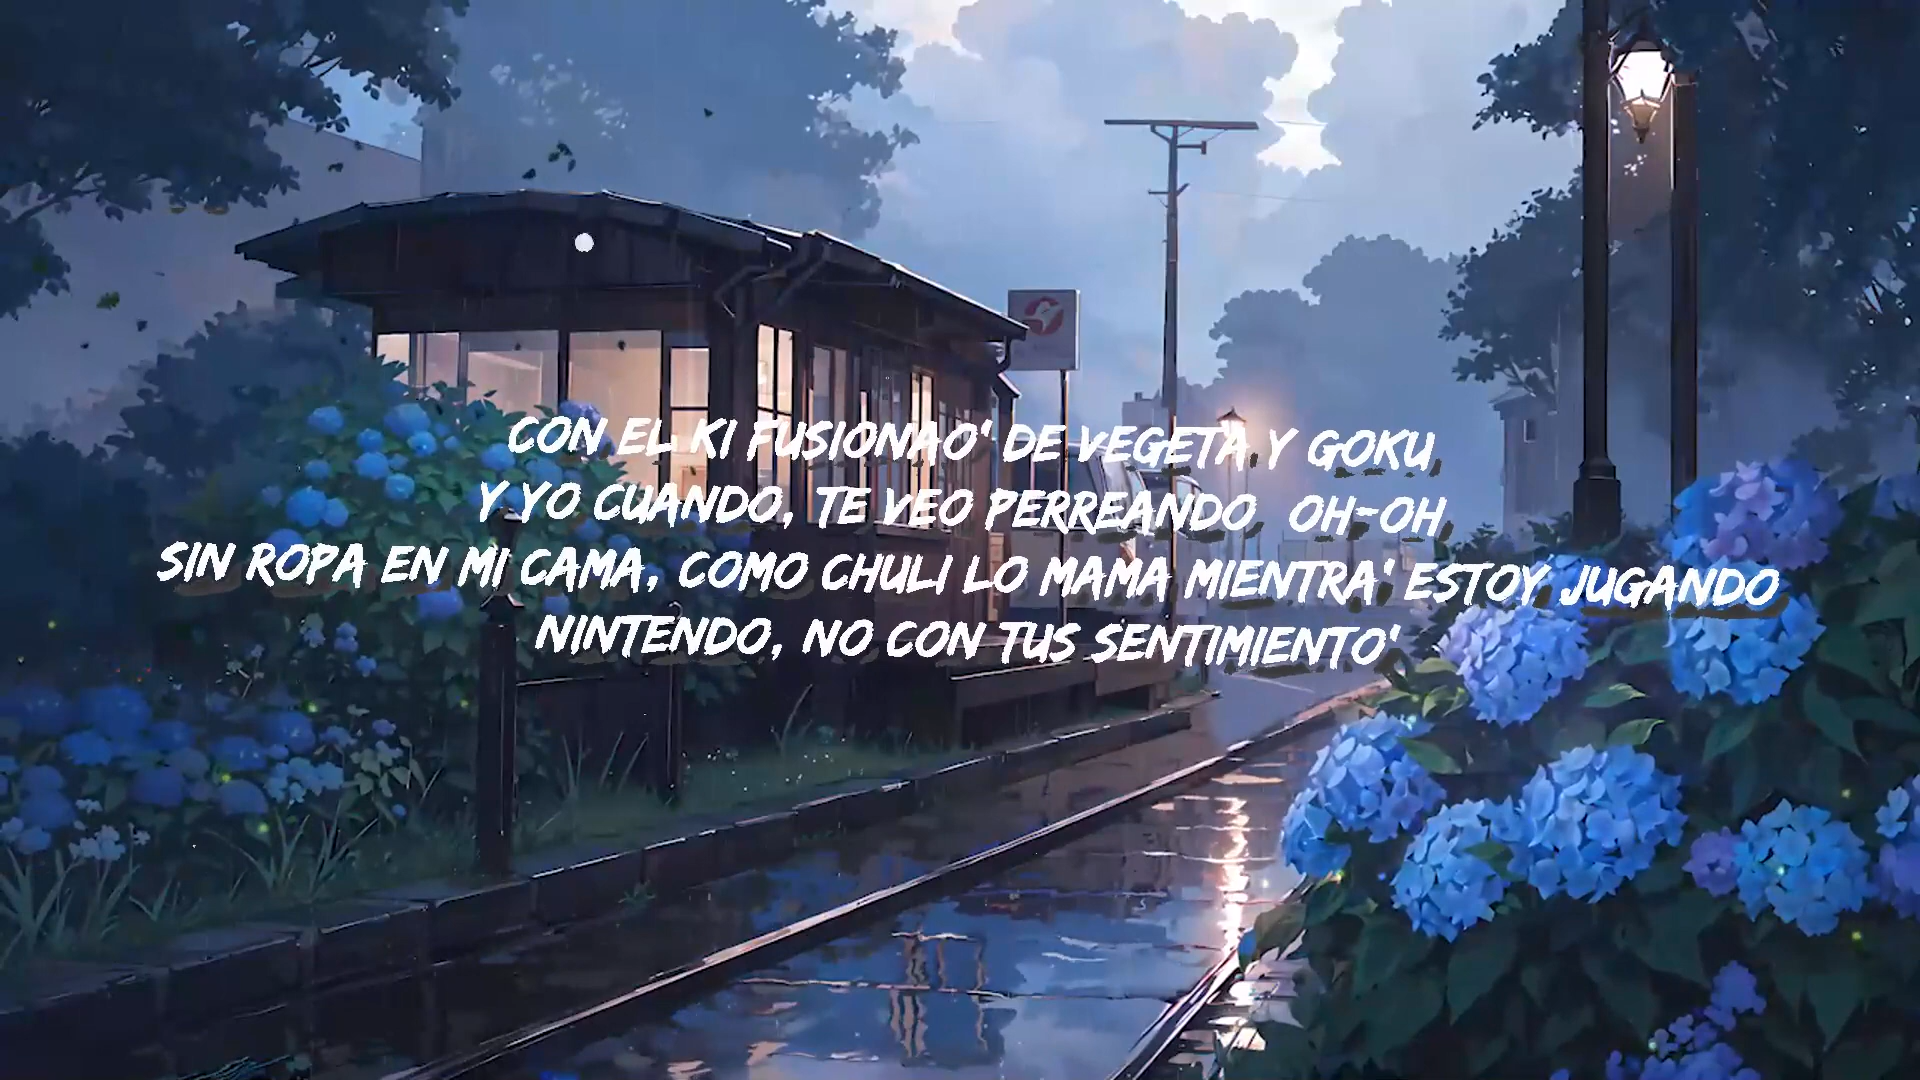 CON EL KI FUSIONAO' DE VEGETA Y GOKU
Y YO CUANDO, TE VEO PERREANDO OH-OH
SIN ROPA EN MI CAMA, COMO CHULI LO MAMA MIENTRA' ESTOY JUGANDO
NINTENDO, NO CON TUS SENTIMIENTO'